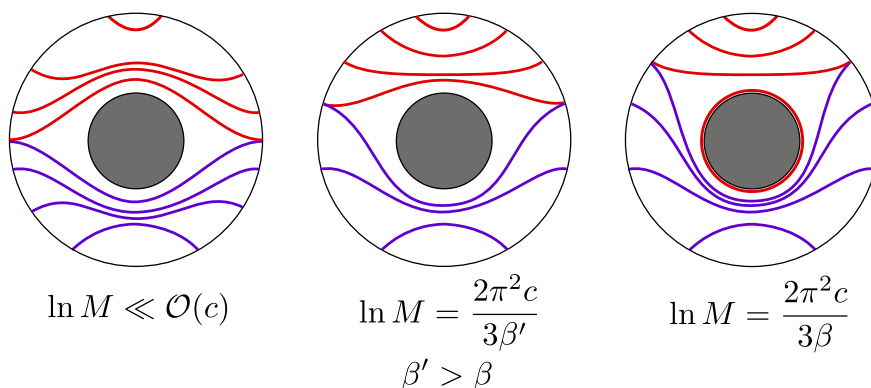 ln M ≪ 𝒪(c)
ln M = 2π²c / 3β′
β′ > β
ln M = 2π²c / 3β